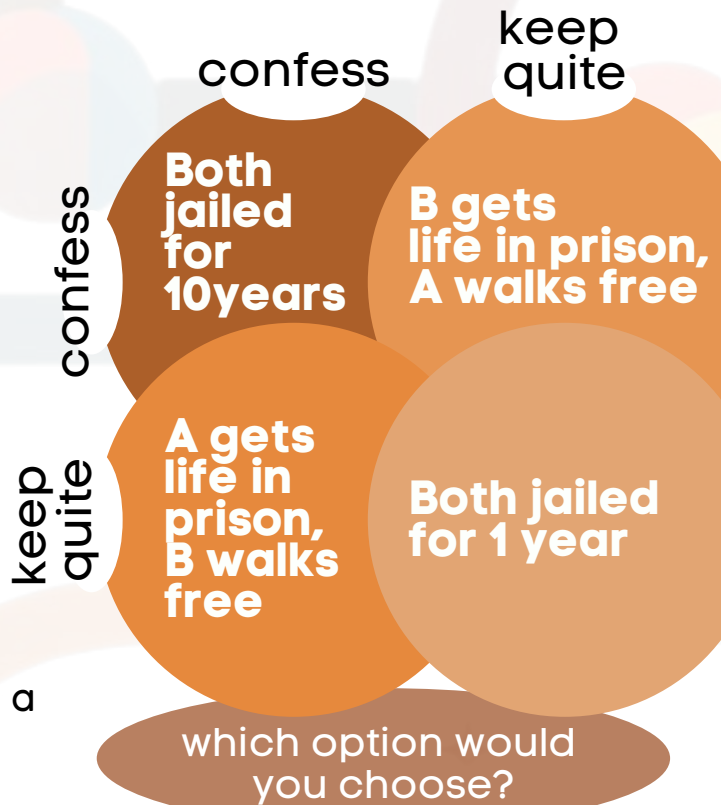 confess
keep
quite
confess
Both
jailed
for
10years
B gets
life in prison,
A walks free
keep
quite
A gets
life in
prison,
B walks
free
Both jailed
for 1 year
a
which option would
you choose?